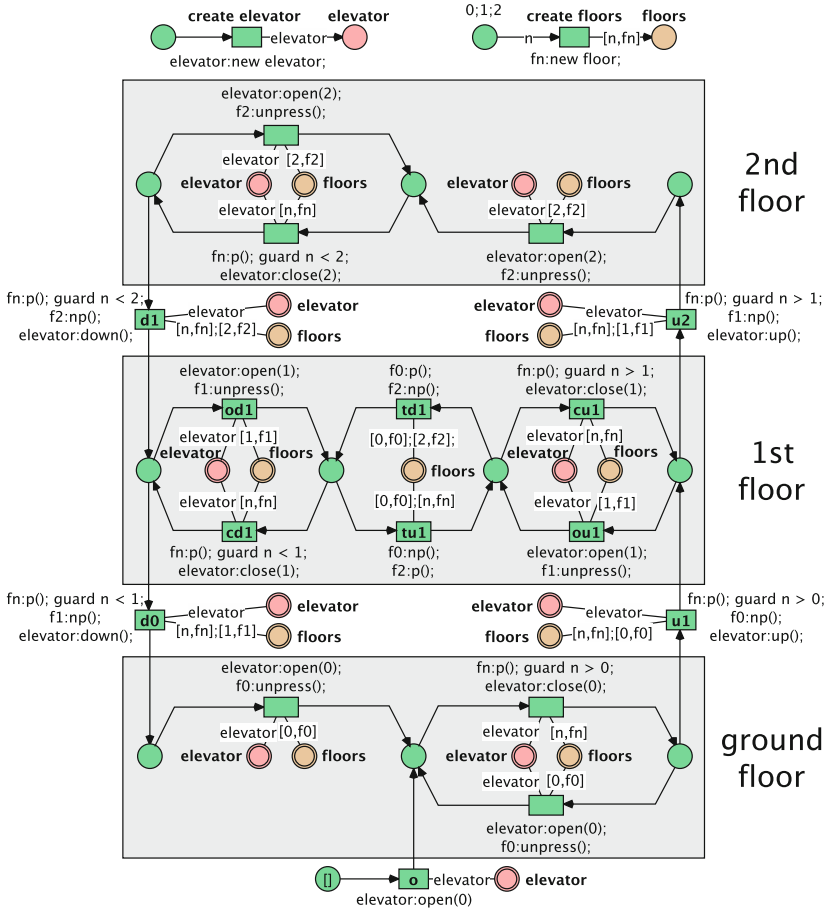 create elevator
elevator
elevator
elevator:new elevator;
0;1;2
create floors
floors
n
[n,fn]
fn:new floor;
elevator:open(2);
f2:unpress();
elevator
[2,f2]
elevator
floors
elevator
[n,fn]
fn:p(); guard n < 2;
elevator:close(2);
elevator
floors
elevator
[2,f2]
elevator:open(2);
f2:unpress();
2nd
floor
fn:p(); guard n < 2;
f2:np();
elevator:down();
d1
elevator
[n,fn];[2,f2]
elevator
floors
elevator
floors
elevator
[n,fn];[1,f1]
u2
fn:p(); guard n > 1;
f1:np();
elevator:up();
elevator:open(1);
f1:unpress();
od1
elevator
[1,f1]
elevator
floors
elevator
[n,fn]
cd1
fn:p(); guard n < 1;
elevator:close(1);
f0:p();
f2:np();
td1
[0,f0];[2,f2];
floors
[0,f0];[n,fn]
tu1
f0:np();
f2:p();
fn:p(); guard n > 1;
elevator:close(1);
cu1
elevator
[n,fn]
elevator
floors
elevator
[1,f1]
ou1
elevator:open(1);
f1:unpress();
1st
floor
fn:p(); guard n < 1;
f1:np();
elevator:down();
d0
elevator
[n,fn];[1,f1]
elevator
floors
elevator
floors
elevator
[n,fn];[0,f0]
u1
fn:p(); guard n > 0;
f0:np();
elevator:up();
elevator:open(0);
f0:unpress();
elevator
[0,f0]
elevator
floors
fn:p(); guard n > 0;
elevator:close(0);
elevator
[n,fn]
elevator
floors
elevator
[0,f0]
elevator:open(0);
f0:unpress();
ground
floor
[]
o
elevator
elevator
elevator:open(0)